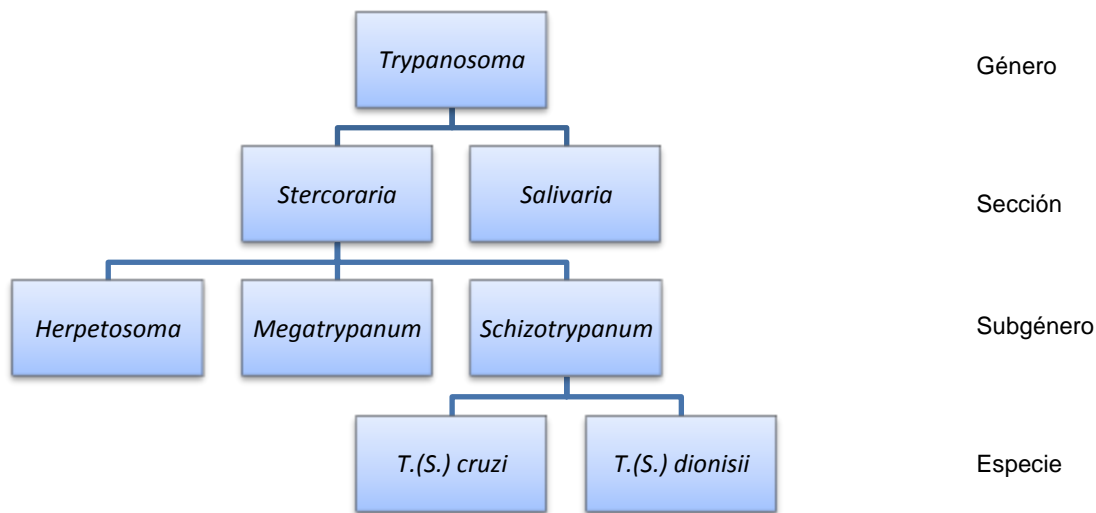 Trypanosoma
Género
Stercoraria
Salivaria
Sección
Herpetosoma
Megatrypanum
Schizotrypanum
Subgénero
T.(S.) cruzi
T.(S.) dionisii
Especie